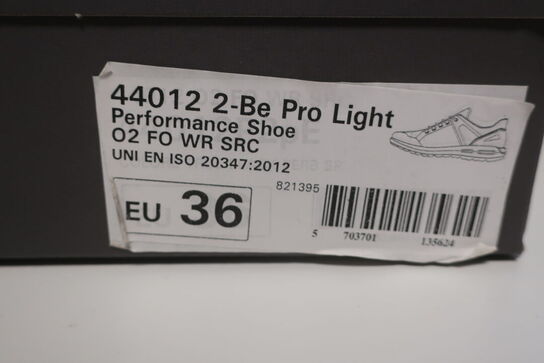 44012 2-Be Pro Light
Performance Shoe
O2 FO WR SRC
UNI EN ISO 20347:2012
821395
EU 36
5 703701 135624